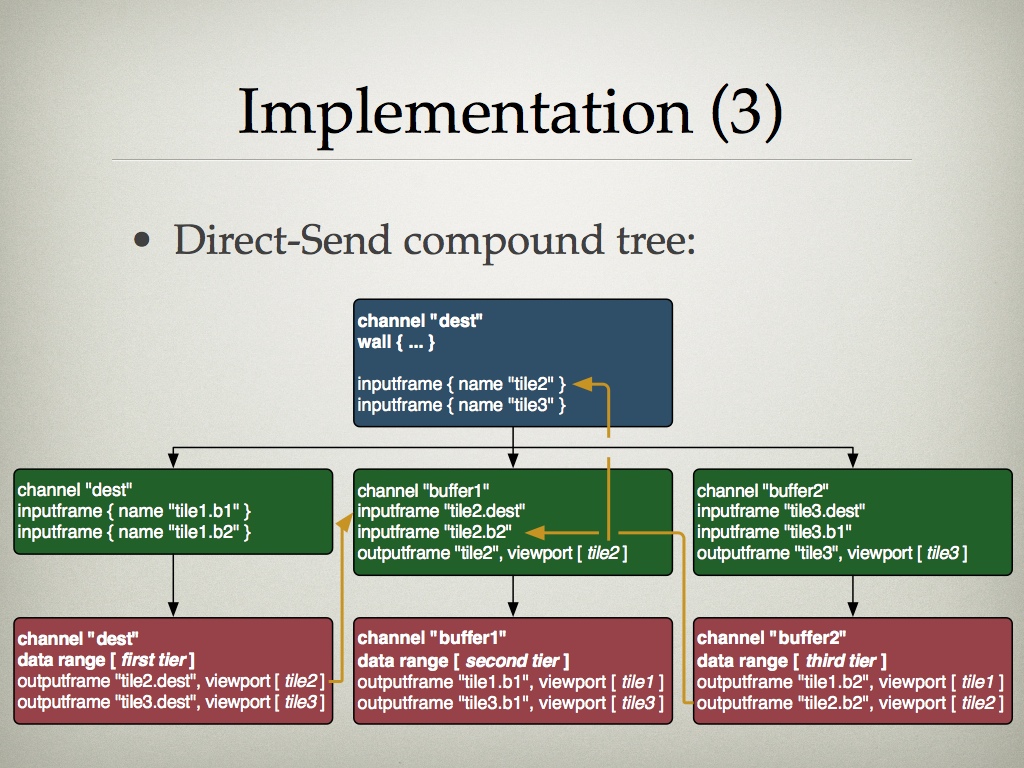 Implementation (3)
• Direct-Send compound tree:
channel "dest"
wall { ... }
inputframe { name "tile2" }
inputframe { name "tile3" }
channel "dest"
inputframe { name "tile1.b1" }
inputframe { name "tile1.b2" }
channel "buffer1"
inputframe "tile2.dest"
inputframe "tile2.b2"
outputframe "tile2", viewport [ tile2 ]
channel "buffer2"
inputframe "tile3.dest"
inputframe "tile3.b1"
outputframe "tile3", viewport [ tile3 ]
channel "dest"
data range [ first tier ]
outputframe "tile2.dest", viewport [ tile2 ]
outputframe "tile3.dest", viewport [ tile3 ]
channel "buffer1"
data range [ second tier ]
outputframe "tile1.b1", viewport [ tile1 ]
outputframe "tile3.b1", viewport [ tile3 ]
channel "buffer2"
data range [ third tier ]
outputframe "tile1.b2", viewport [ tile1 ]
outputframe "tile2.b2", viewport [ tile2 ]